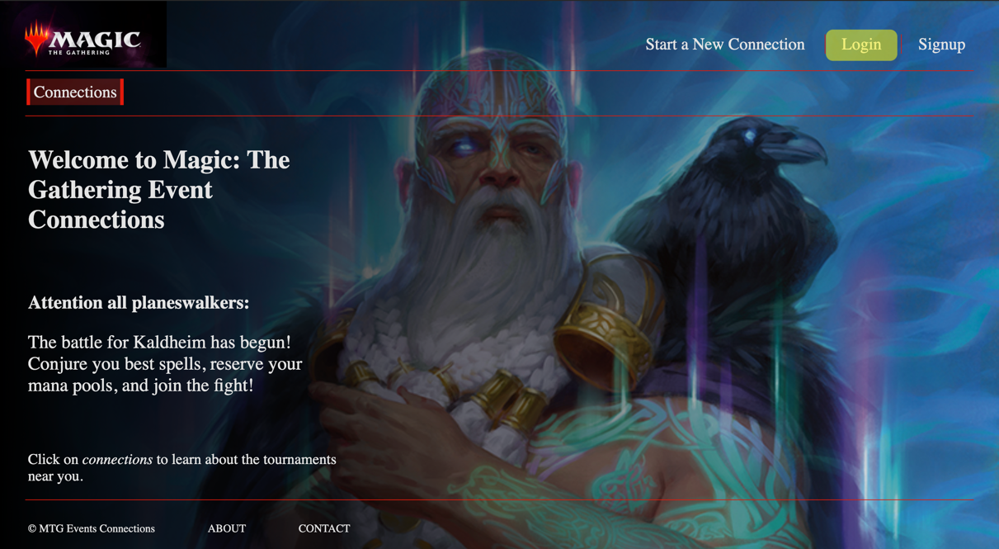 MAGIC
THE GATHERING
Start a New Connection
Login
Signup
Connections
Welcome to Magic: The
Gathering Event
Connections
Attention all planeswalkers:
The battle for Kaldheim has begun!
Conjure you best spells, reserve your
mana pools, and join the fight!
Click on connections to learn about the tournaments
near you.
© MTG Events Connections
ABOUT
CONTACT